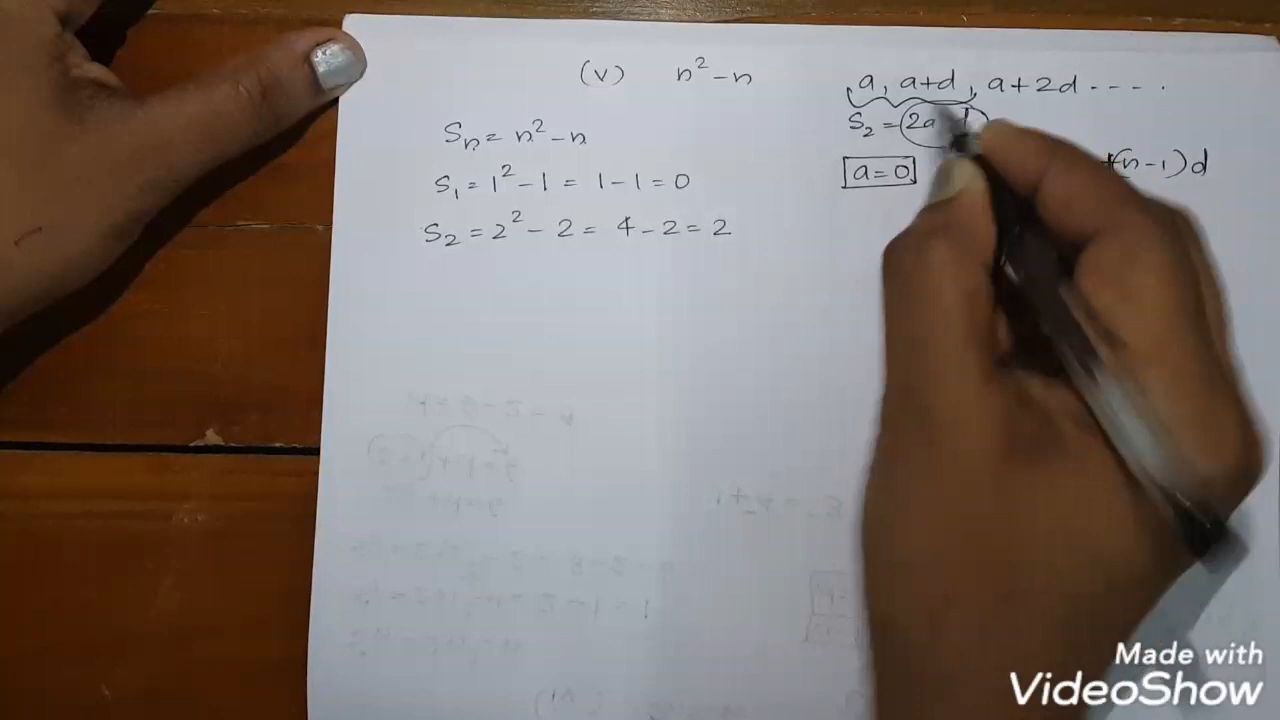 (v) n² - n
a, a+d, a+2d ----.
Sₙ = n² - n
S₂ = 2a
S₁ = 1² - 1 = 1 - 1 = 0
a = 0
+(n-1)d
S₂ = 2² - 2 = 4 - 2 = 2
Made with
VideoShow